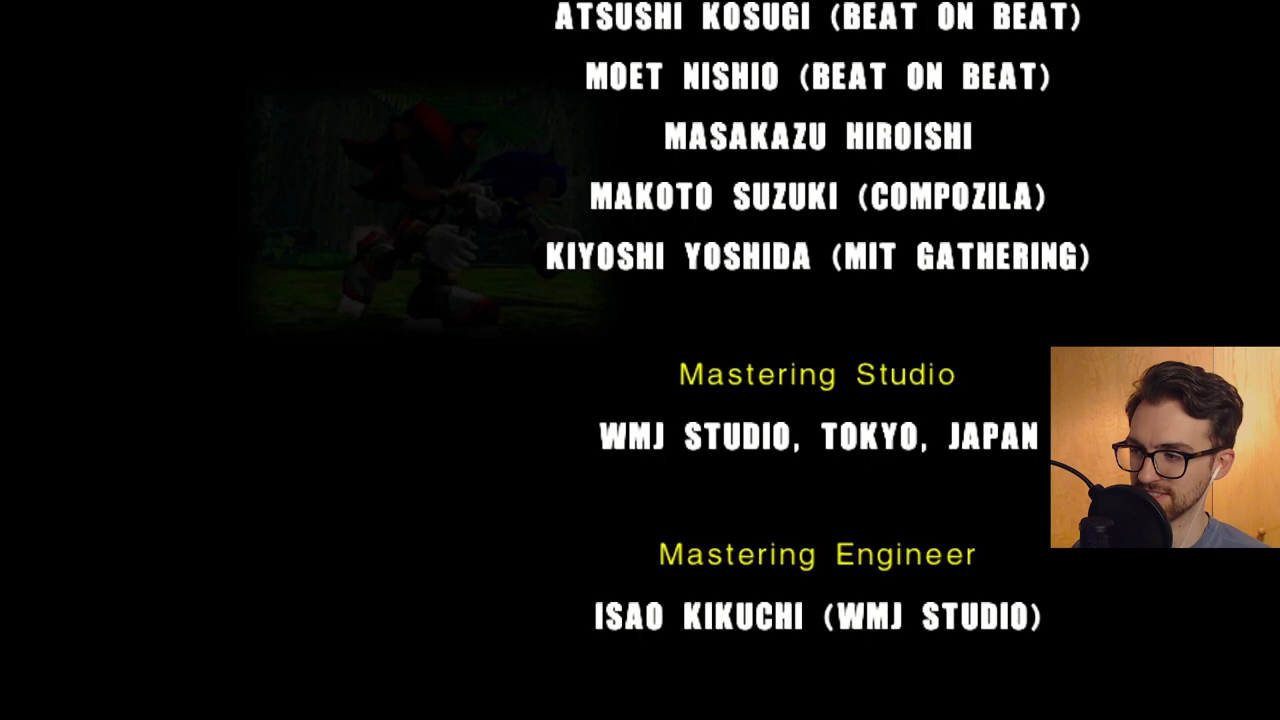 ATSUSHI KOSUGI (BEAT ON BEAT)
MOET NISHIO (BEAT ON BEAT)
MASAKAZU HIROISHI
MAKOTO SUZUKI (COMPOZILA)
KIYOSHI YOSHIDA (MIT GATHERING)
Mastering Studio
WMJ STUDIO, TOKYO, JAPAN
Mastering Engineer
ISAO KIKUCHI (WMJ STUDIO)